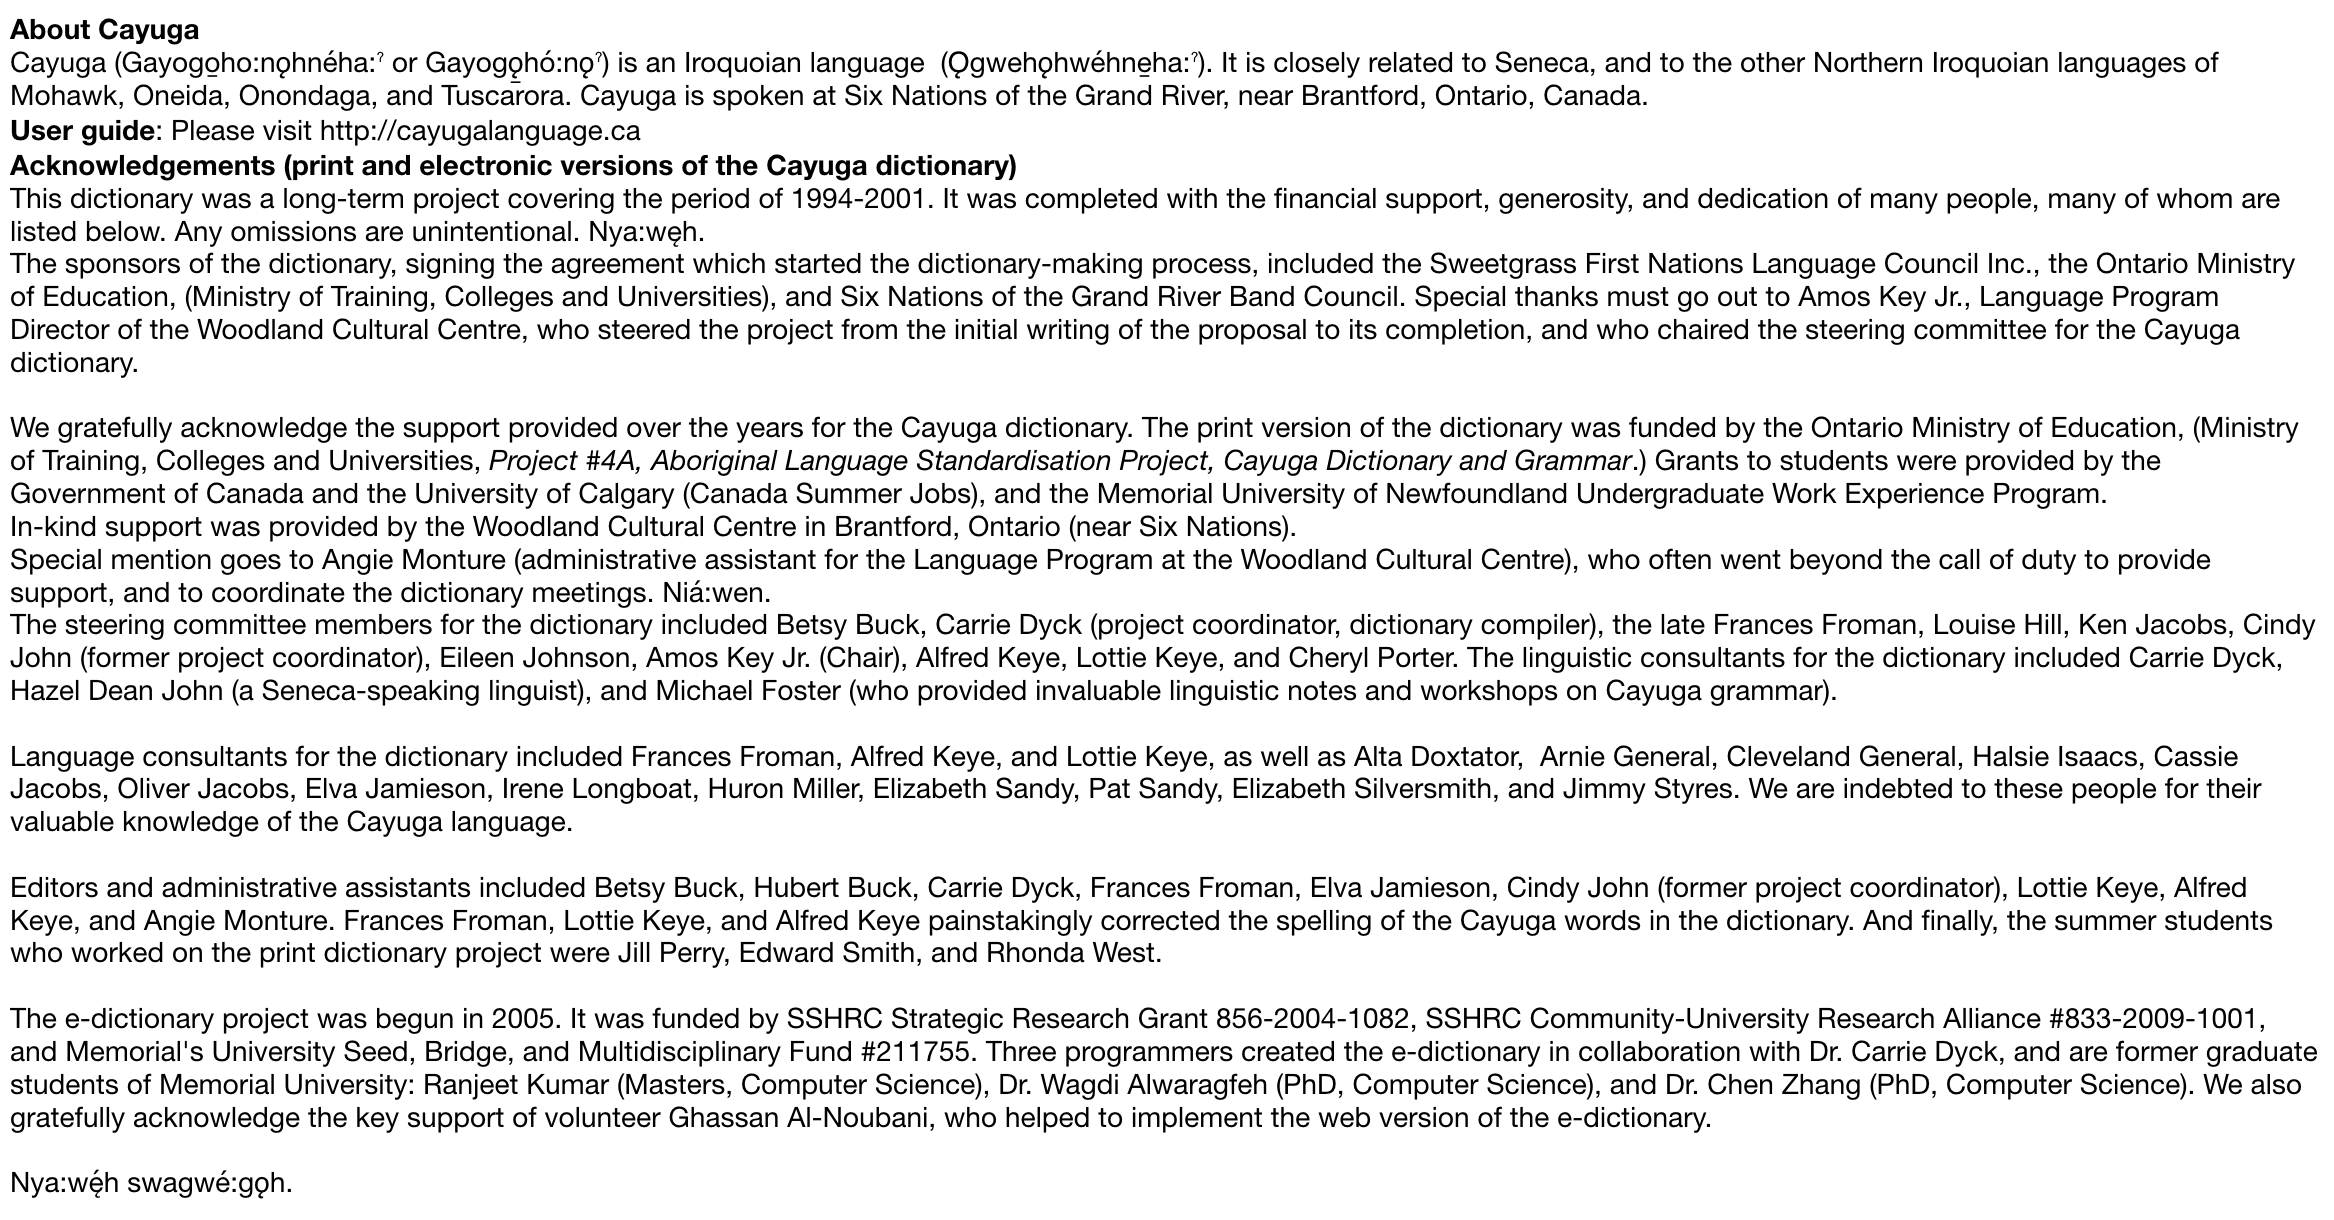 About Cayuga
Cayuga (Gayogo̱ho:nǫhnéha:ˀ or Gayogǫ̱hó:nǫˀ) is an Iroquoian language  (Ǫgwehǫhwéhne̱ha:ˀ). It is closely related to Seneca, and to the other Northern Iroquoian languages of
Mohawk, Oneida, Onondaga, and Tuscarora. Cayuga is spoken at Six Nations of the Grand River, near Brantford, Ontario, Canada.
User guide: Please visit http://cayugalanguage.ca
Acknowledgements (print and electronic versions of the Cayuga dictionary)
This dictionary was a long-term project covering the period of 1994-2001. It was completed with the financial support, generosity, and dedication of many people, many of whom are
listed below. Any omissions are unintentional. Nya:węh.
The sponsors of the dictionary, signing the agreement which started the dictionary-making process, included the Sweetgrass First Nations Language Council Inc., the Ontario Ministry
of Education, (Ministry of Training, Colleges and Universities), and Six Nations of the Grand River Band Council. Special thanks must go out to Amos Key Jr., Language Program
Director of the Woodland Cultural Centre, who steered the project from the initial writing of the proposal to its completion, and who chaired the steering committee for the Cayuga
dictionary.
We gratefully acknowledge the support provided over the years for the Cayuga dictionary. The print version of the dictionary was funded by the Ontario Ministry of Education, (Ministry
of Training, Colleges and Universities, Project #4A, Aboriginal Language Standardisation Project, Cayuga Dictionary and Grammar.) Grants to students were provided by the
Government of Canada and the University of Calgary (Canada Summer Jobs), and the Memorial University of Newfoundland Undergraduate Work Experience Program.
In-kind support was provided by the Woodland Cultural Centre in Brantford, Ontario (near Six Nations).
Special mention goes to Angie Monture (administrative assistant for the Language Program at the Woodland Cultural Centre), who often went beyond the call of duty to provide
support, and to coordinate the dictionary meetings. Niá:wen.
The steering committee members for the dictionary included Betsy Buck, Carrie Dyck (project coordinator, dictionary compiler), the late Frances Froman, Louise Hill, Ken Jacobs, Cindy
John (former project coordinator), Eileen Johnson, Amos Key Jr. (Chair), Alfred Keye, Lottie Keye, and Cheryl Porter. The linguistic consultants for the dictionary included Carrie Dyck,
Hazel Dean John (a Seneca-speaking linguist), and Michael Foster (who provided invaluable linguistic notes and workshops on Cayuga grammar).
Language consultants for the dictionary included Frances Froman, Alfred Keye, and Lottie Keye, as well as Alta Doxtator,  Arnie General, Cleveland General, Halsie Isaacs, Cassie
Jacobs, Oliver Jacobs, Elva Jamieson, Irene Longboat, Huron Miller, Elizabeth Sandy, Pat Sandy, Elizabeth Silversmith, and Jimmy Styres. We are indebted to these people for their
valuable knowledge of the Cayuga language.
Editors and administrative assistants included Betsy Buck, Hubert Buck, Carrie Dyck, Frances Froman, Elva Jamieson, Cindy John (former project coordinator), Lottie Keye, Alfred
Keye, and Angie Monture. Frances Froman, Lottie Keye, and Alfred Keye painstakingly corrected the spelling of the Cayuga words in the dictionary. And finally, the summer students
who worked on the print dictionary project were Jill Perry, Edward Smith, and Rhonda West.
The e-dictionary project was begun in 2005. It was funded by SSHRC Strategic Research Grant 856-2004-1082, SSHRC Community-University Research Alliance #833-2009-1001,
and Memorial's University Seed, Bridge, and Multidisciplinary Fund #211755. Three programmers created the e-dictionary in collaboration with Dr. Carrie Dyck, and are former graduate
students of Memorial University: Ranjeet Kumar (Masters, Computer Science), Dr. Wagdi Alwaragfeh (PhD, Computer Science), and Dr. Chen Zhang (PhD, Computer Science). We also
gratefully acknowledge the key support of volunteer Ghassan Al-Noubani, who helped to implement the web version of the e-dictionary.
Nya:wę́h swagwé:gǫh.